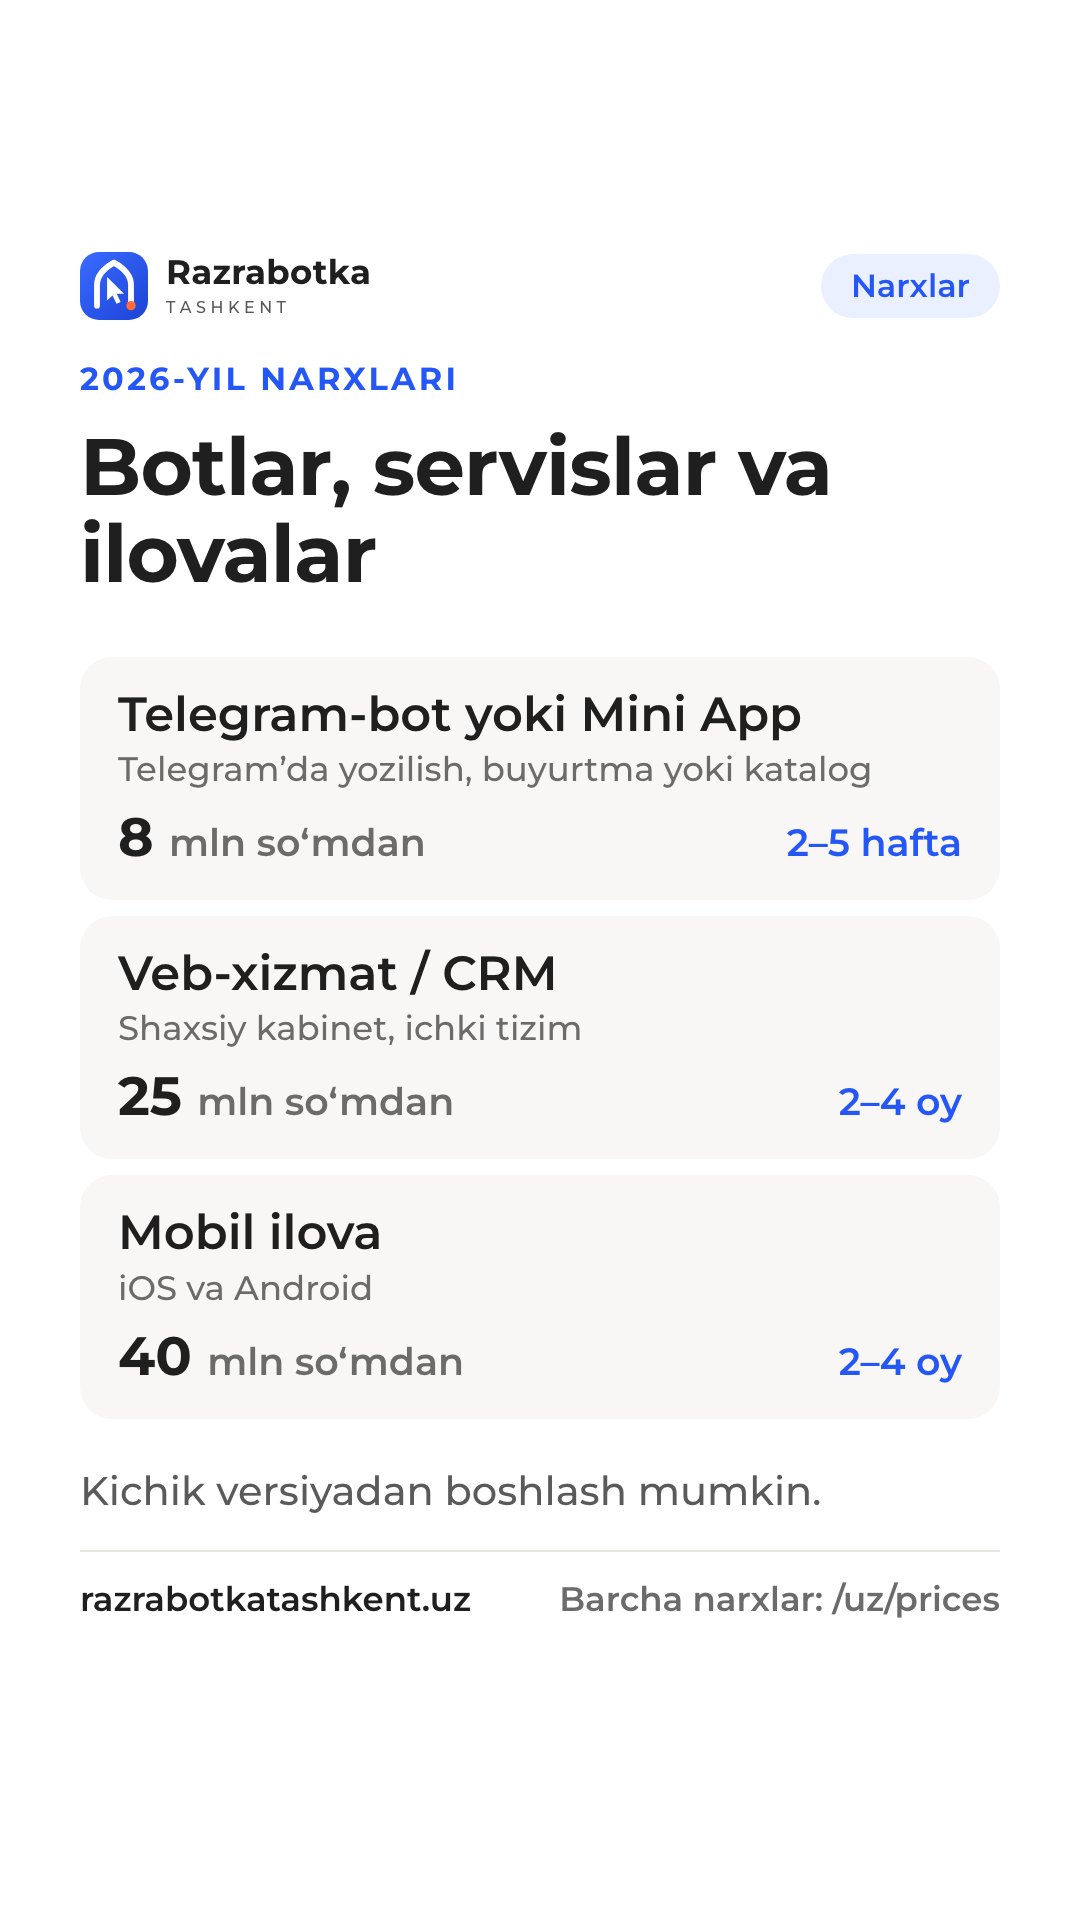 Razrabotka
TASHKENT
Narxlar
2026-YIL NARXLARI
Botlar, servislar va
ilovalar
Telegram-bot yoki Mini App
Telegram’da yozilish, buyurtma yoki katalog
8 mln so‘mdan
2–5 hafta
Veb-xizmat / CRM
Shaxsiy kabinet, ichki tizim
25 mln so‘mdan
2–4 oy
Mobil ilova
iOS va Android
40 mln so‘mdan
2–4 oy
Kichik versiyadan boshlash mumkin.
razrabotkatashkent.uz
Barcha narxlar: /uz/prices